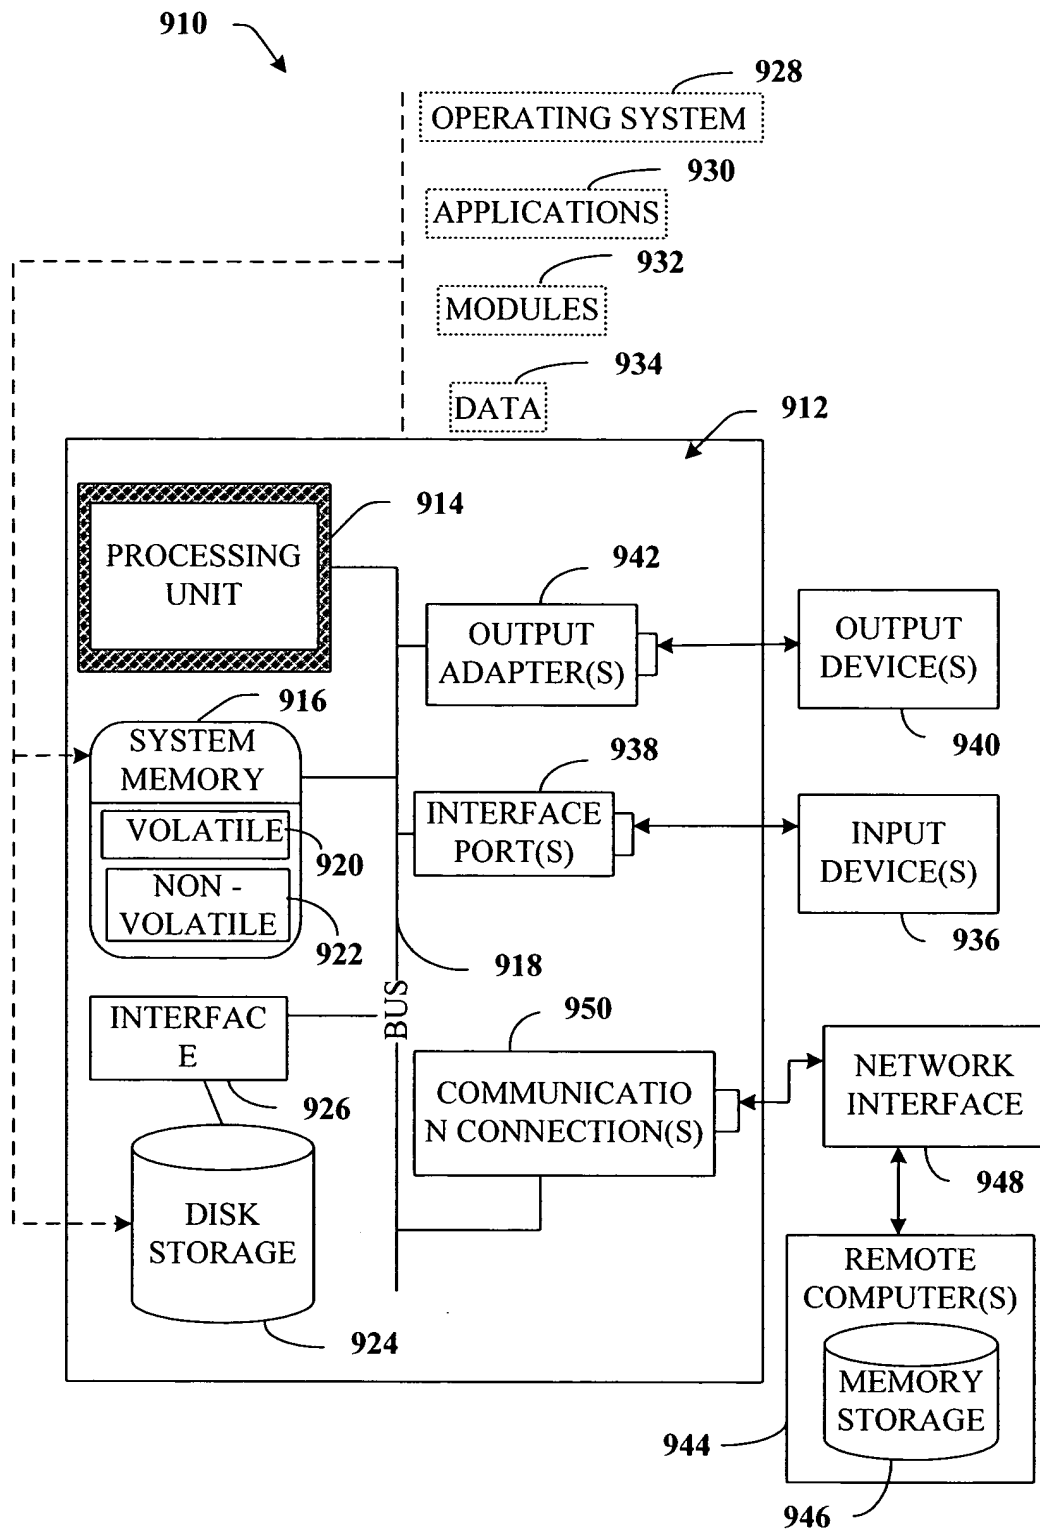 910
928
OPERATING SYSTEM
930
APPLICATIONS
932
MODULES
934
DATA
912
914
PROCESSING
UNIT
942
OUTPUT
ADAPTER(S)
OUTPUT
DEVICE(S)
940
916
SYSTEM
MEMORY
VOLATILE
920
NON -
VOLATILE
922
938
INTERFACE
PORT(S)
INPUT
DEVICE(S)
936
918
BUS
INTERFAC
E
926
950
COMMUNICATIO
N CONNECTION(S)
NETWORK
INTERFACE
948
DISK
STORAGE
924
REMOTE
COMPUTER(S)
MEMORY
STORAGE
944
946